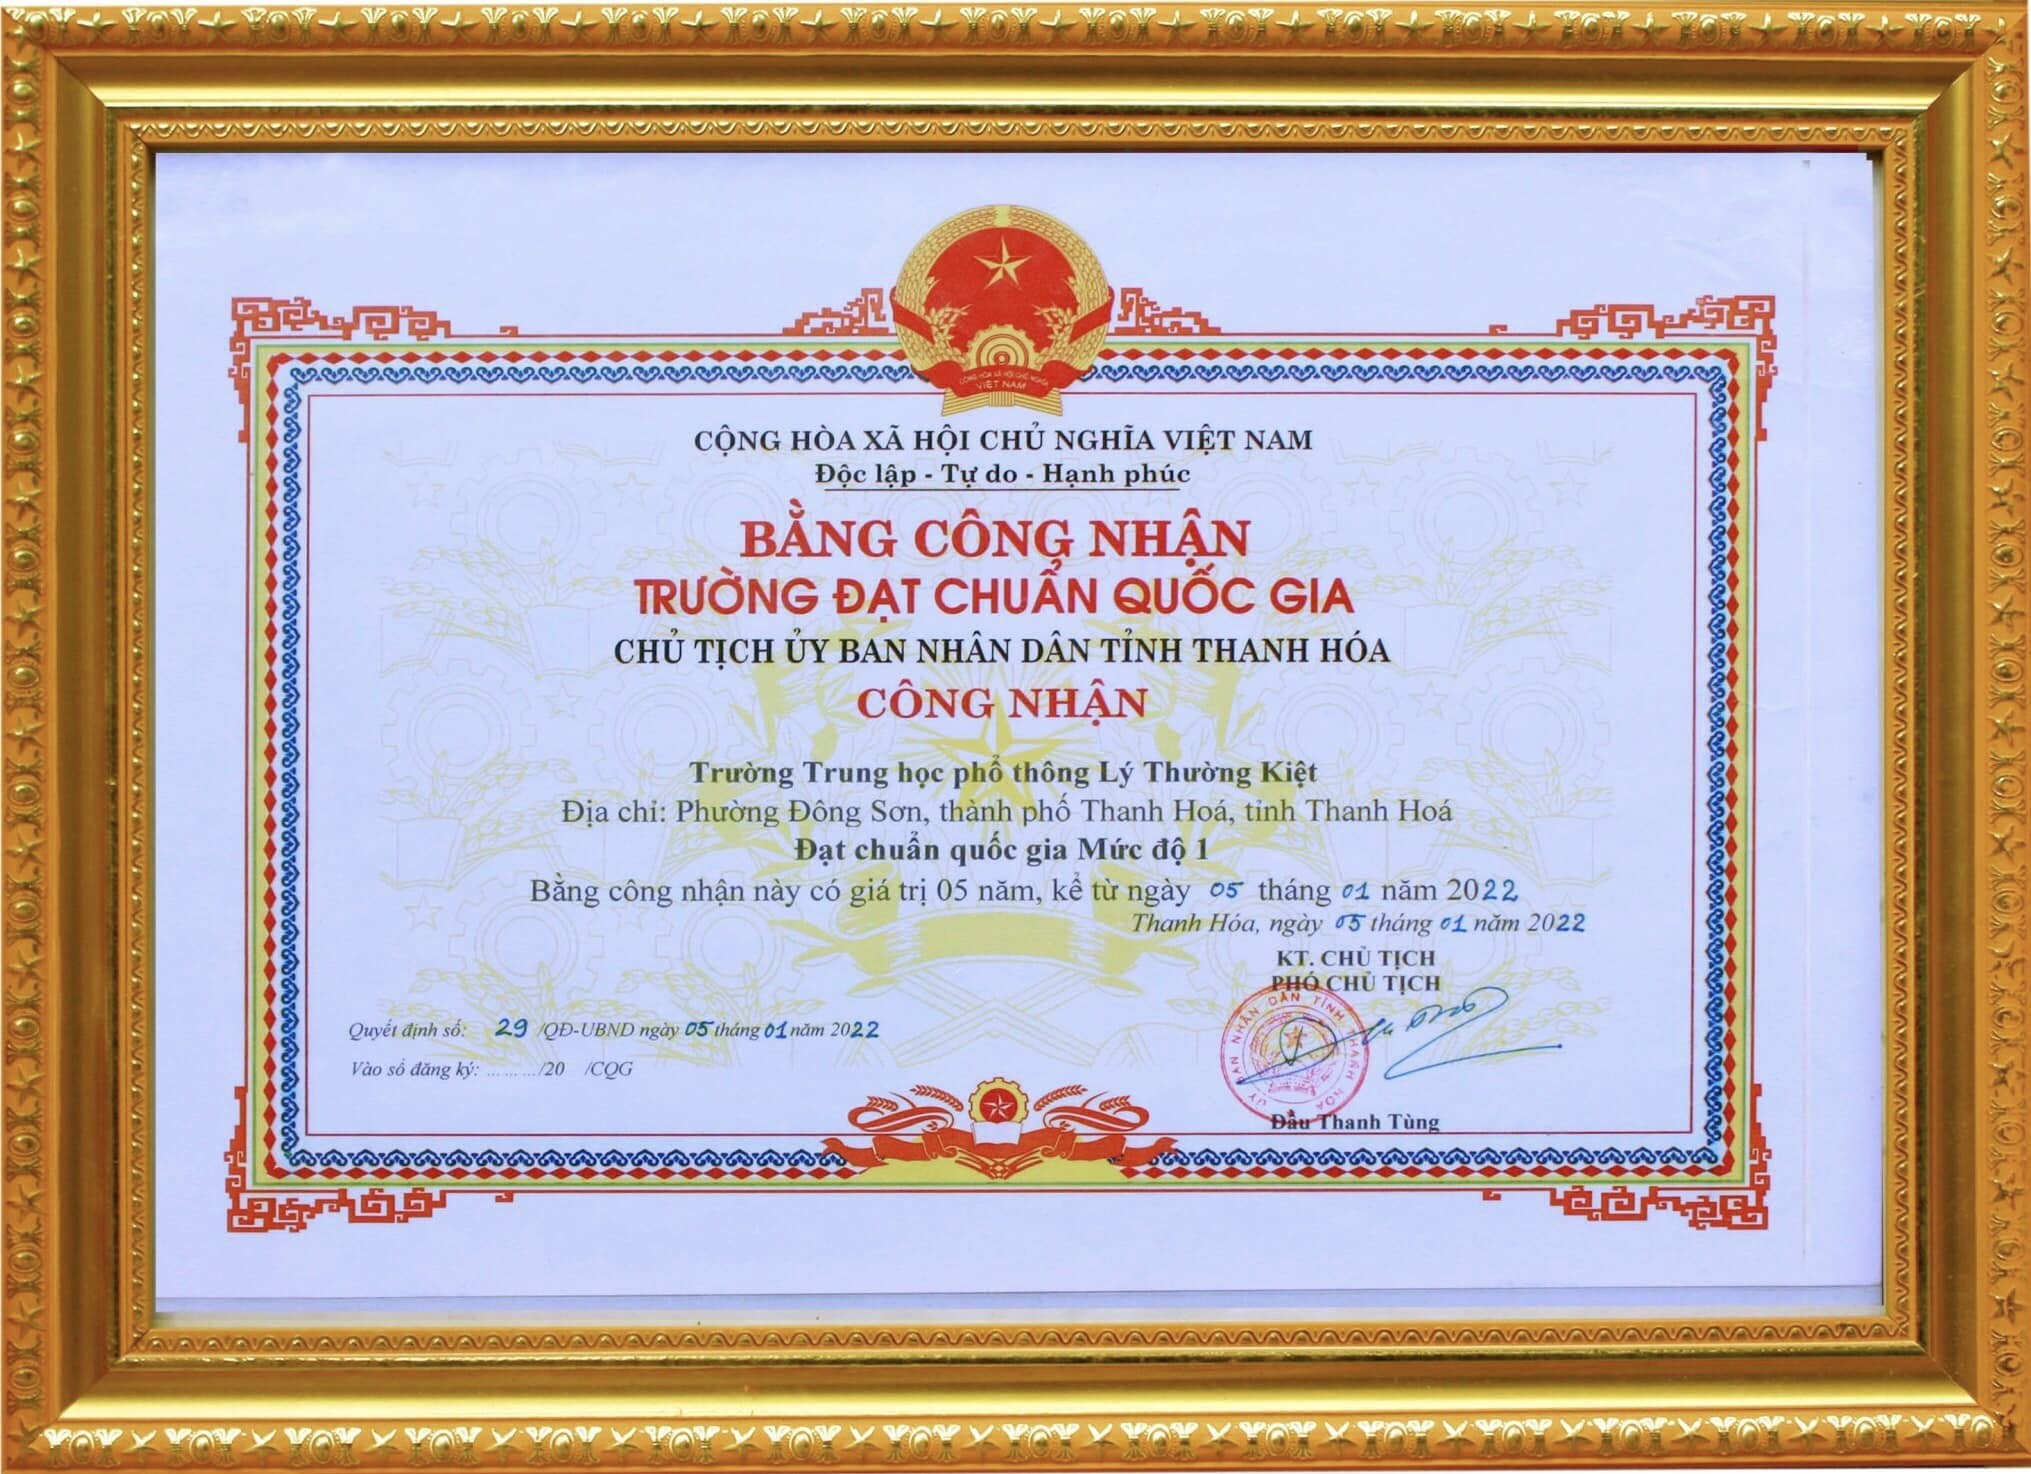 CỘNG HÒA XÃ HỘI CHỦ NGHĨA
VIỆT NAM
CỘNG HÒA XÃ HỘI CHỦ NGHĨA VIỆT NAM
Độc lập - Tự do - Hạnh phúc
BẰNG CÔNG NHẬN
TRƯỜNG ĐẠT CHUẨN QUỐC GIA
CHỦ TỊCH ỦY BAN NHÂN DÂN TỈNH THANH HÓA
CÔNG NHẬN
Trường Trung học phổ thông Lý Thường Kiệt
Địa chỉ: Phường Đông Sơn, thành phố Thanh Hoá, tỉnh Thanh Hoá
Đạt chuẩn quốc gia Mức độ 1
Bằng công nhận này có giá trị 05 năm, kể từ ngày 05 tháng 01 năm 2022
Thanh Hóa, ngày 05 tháng 01 năm 2022
KT. CHỦ TỊCH
PHÓ CHỦ TỊCH
ỦY BAN NHÂN DÂN TỈNH THANH HÓA
Quyết định số: 29 /QĐ-UBND ngày 05 tháng 01 năm 2022
Vào sổ đăng ký: ........./20 /CQG
Đầu Thanh Tùng